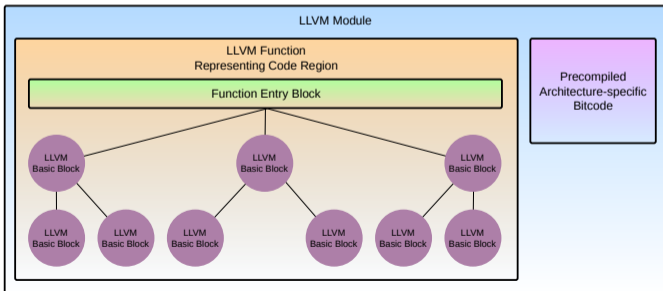 LLVM Module
LLVM Function
Representing Code Region
Function Entry Block
Precompiled
Architecture-specific
Bitcode
LLVM
Basic Block
LLVM
Basic Block
LLVM
Basic Block
LLVM
Basic Block
LLVM
Basic Block
LLVM
Basic Block
LLVM
Basic Block
LLVM
Basic Block
LLVM
Basic Block